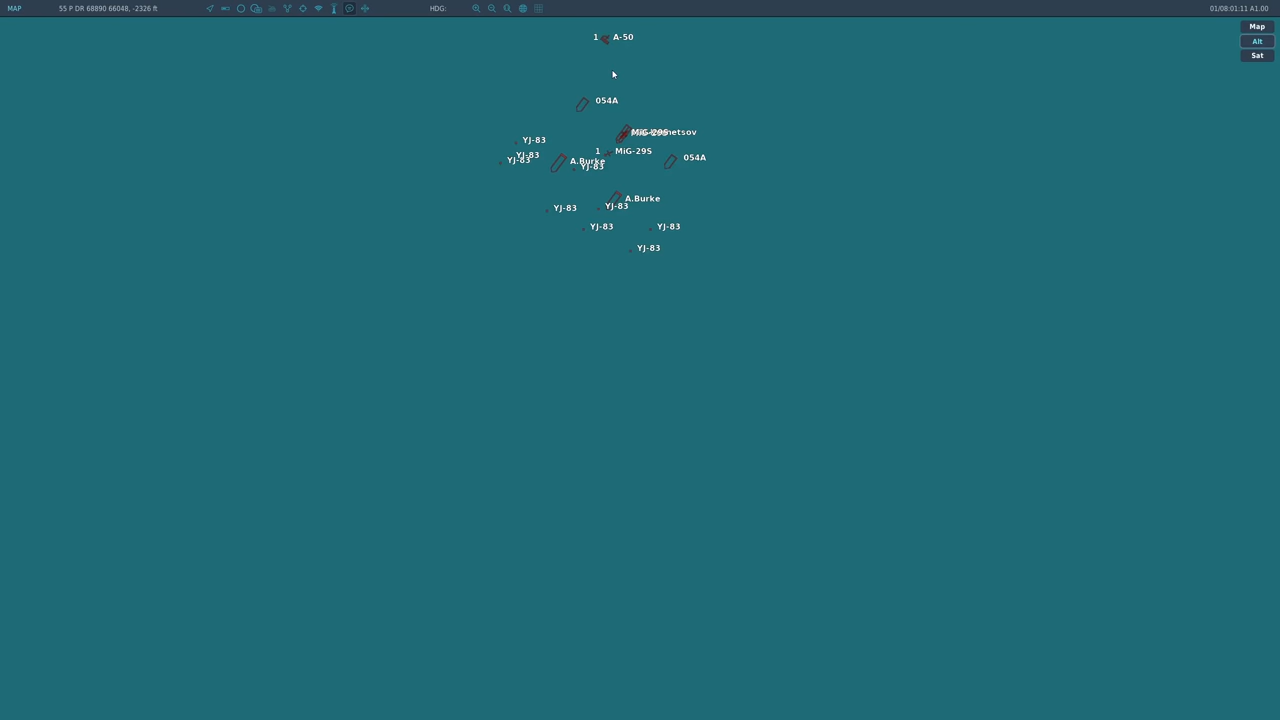 MAP 55 P DR 68890 66048, -2326 ft HDG: 01/08:01:11 A1.00
Map
Alt
Sat
1 A-50
054A
YJ-83
YJ-83
YJ-83
A.Burke
YJ-83
1 MiG-29S
054A
A.Burke
YJ-83
YJ-83
YJ-83
YJ-83
YJ-83